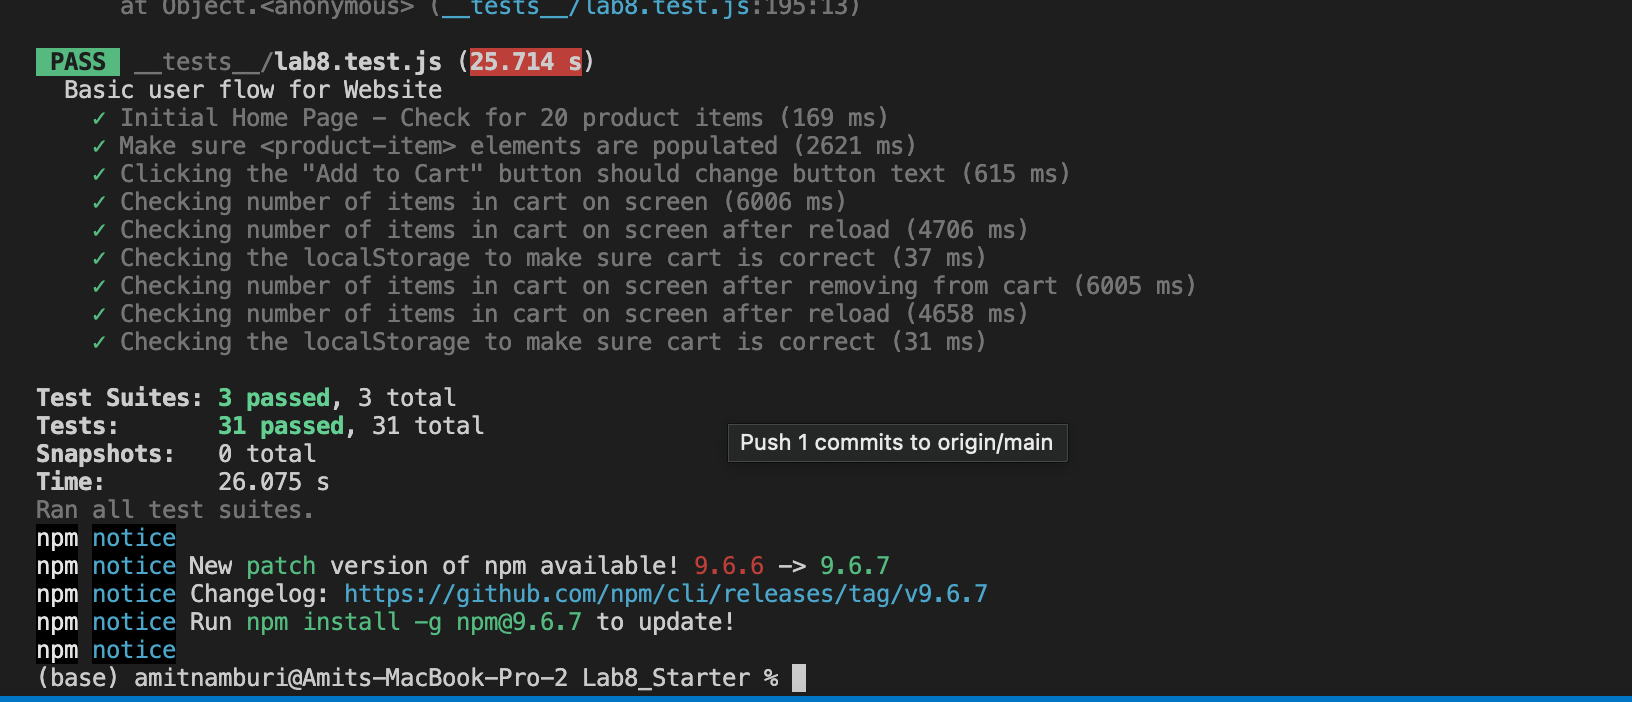 at Object.<anonymous> (__tests__/lab8.test.js:195:13)
PASS __tests__/lab8.test.js (25.714 s)
Basic user flow for Website
✓ Initial Home Page - Check for 20 product items (169 ms)
✓ Make sure <product-item> elements are populated (2621 ms)
✓ Clicking the "Add to Cart" button should change button text (615 ms)
✓ Checking number of items in cart on screen (6006 ms)
✓ Checking number of items in cart on screen after reload (4706 ms)
✓ Checking the localStorage to make sure cart is correct (37 ms)
✓ Checking number of items in cart on screen after removing from cart (6005 ms)
✓ Checking number of items in cart on screen after reload (4658 ms)
✓ Checking the localStorage to make sure cart is correct (31 ms)
Test Suites: 3 passed, 3 total
Tests: 31 passed, 31 total
Push 1 commits to origin/main
Snapshots: 0 total
Time: 26.075 s
Ran all test suites.
npm notice
npm notice New patch version of npm available! 9.6.6 -> 9.6.7
npm notice Changelog: https://github.com/npm/cli/releases/tag/v9.6.7
npm notice Run npm install -g npm@9.6.7 to update!
npm notice
(base) amitnamburi@Amits-MacBook-Pro-2 Lab8_Starter %